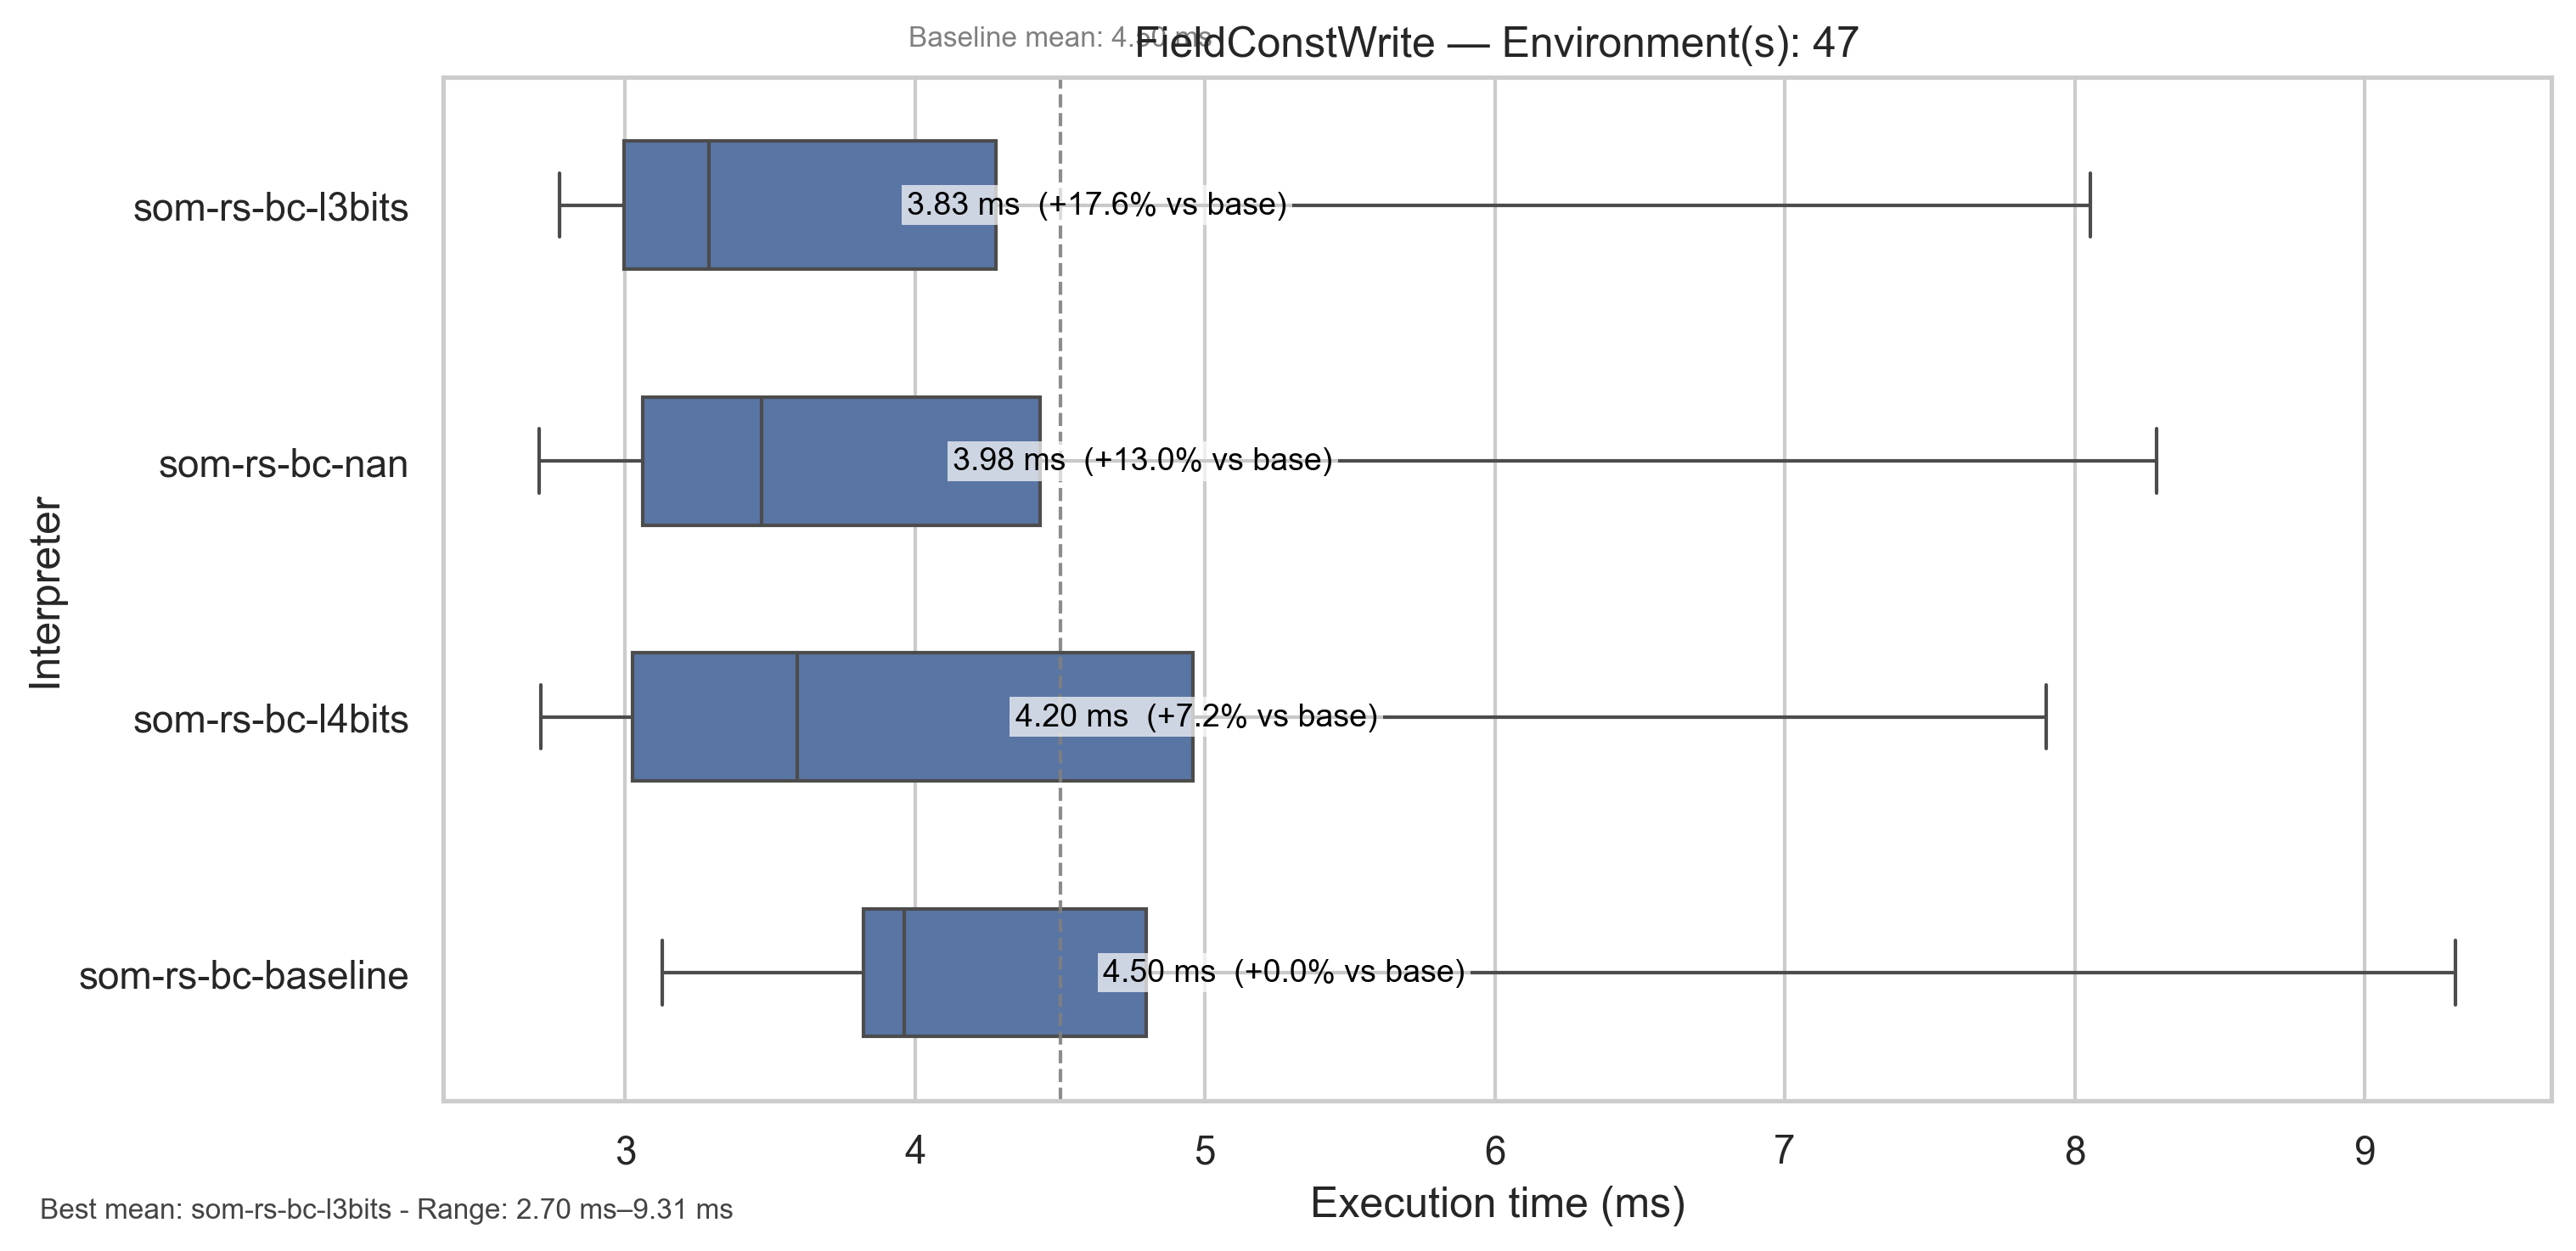 Baseline mean: 4.50 ms
FieldConstWrite — Environment(s): 47
Interpreter
som-rs-bc-l3bits
3.83 ms (+17.6% vs base)
som-rs-bc-nan
3.98 ms (+13.0% vs base)
som-rs-bc-l4bits
4.20 ms (+7.2% vs base)
som-rs-bc-baseline
4.50 ms (+0.0% vs base)
3 4 5 6 7 8 9
Execution time (ms)
Best mean: som-rs-bc-l3bits - Range: 2.70 ms–9.31 ms